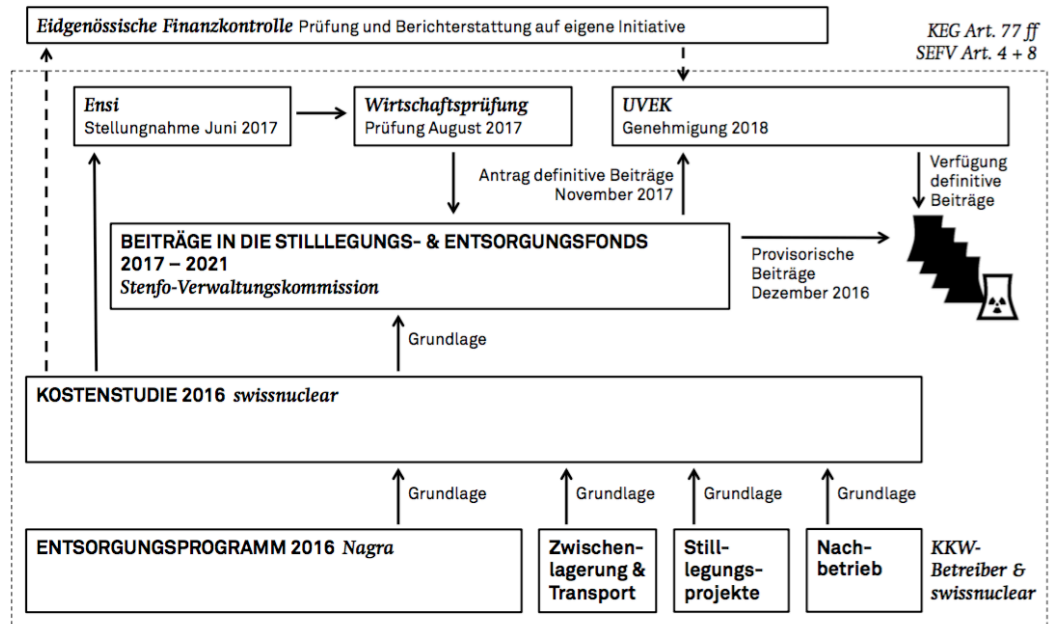 Eidgenössische Finanzkontrolle Prüfung und Berichterstattung auf eigene Initiative
KEG Art. 77 ff
SEFV Art. 4 + 8
Ensi
Stellungnahme Juni 2017
Wirtschaftsprüfung
Prüfung August 2017
UVEK
Genehmigung 2018
Antrag definitive Beiträge
November 2017
Verfügung
definitive
Beiträge
BEITRÄGE IN DIE STILLLEGUNGS- & ENTSORGUNGSFONDS
2017 – 2021
Stenfo-Verwaltungskommission
Provisorische
Beiträge
Dezember 2016
Grundlage
KOSTENSTUDIE 2016 swissnuclear
Grundlage
Grundlage
Grundlage
Grundlage
ENTSORGUNGSPROGRAMM 2016 Nagra
Zwischen-
lagerung &
Transport
Still-
legungs-
projekte
Nach-
betrieb
KKW-
Betreiber &
swissnuclear